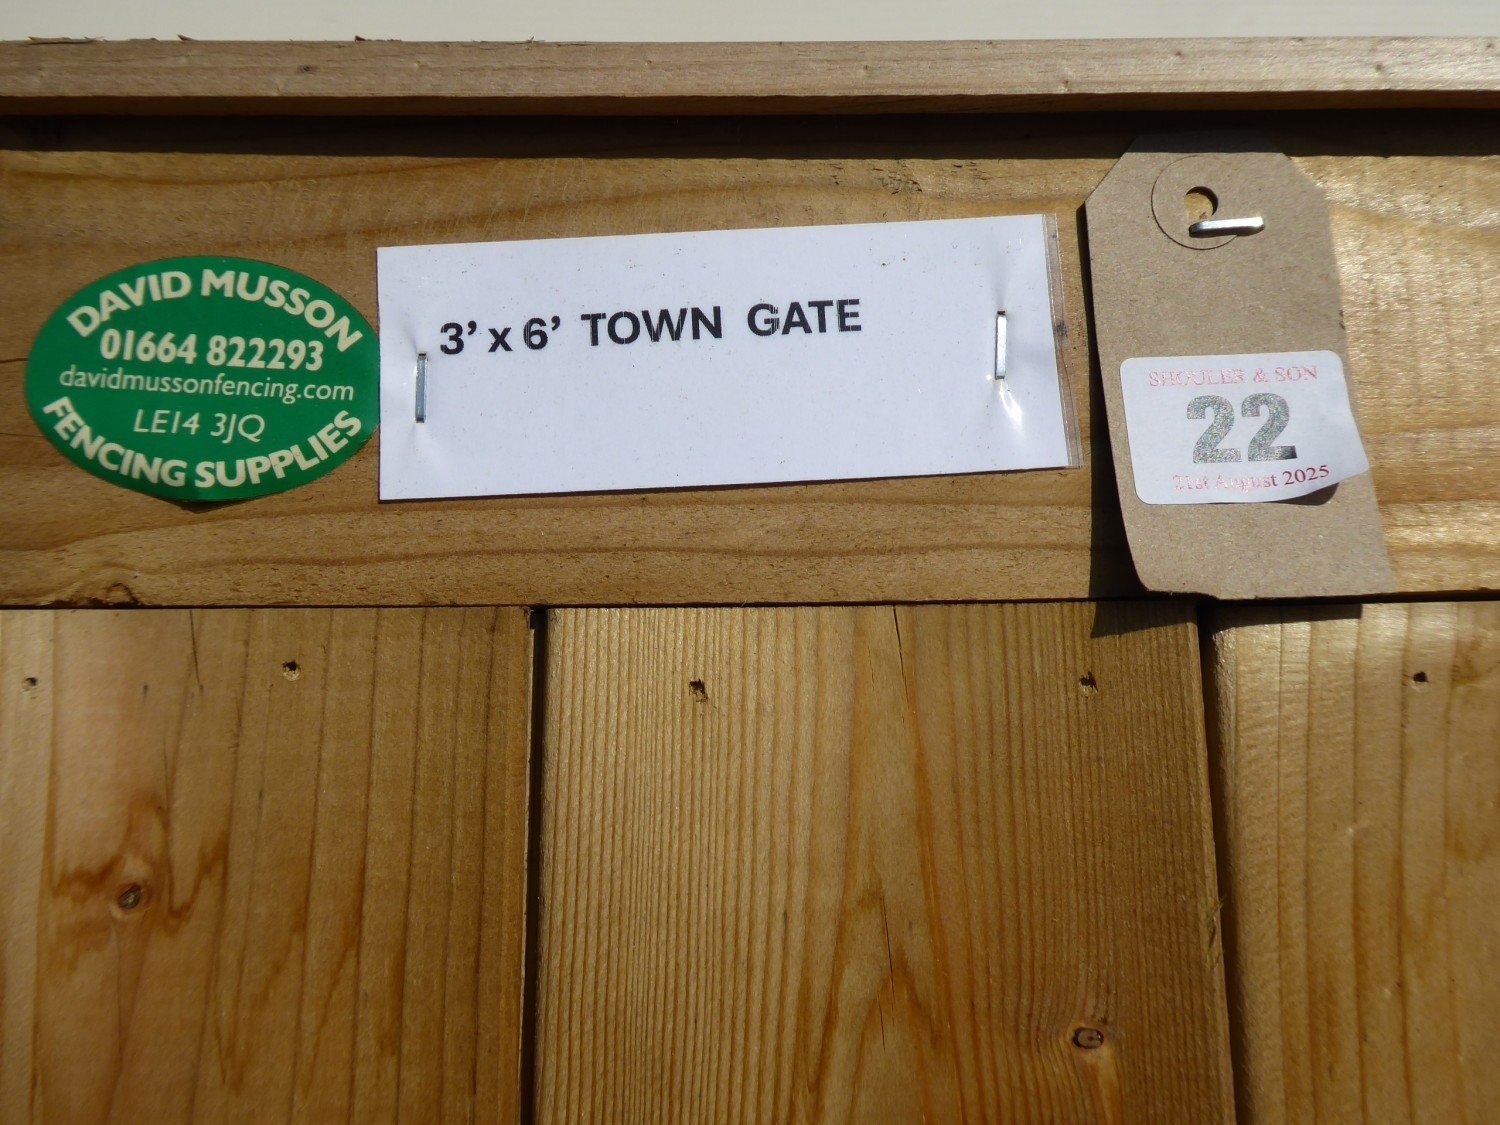 DAVID MUSSON
01664 822293
davidmussonfencing.com
LE14 3JQ
FENCING SUPPLIES
3' x 6' TOWN GATE
SHOULER & SON
22
21st August 2025